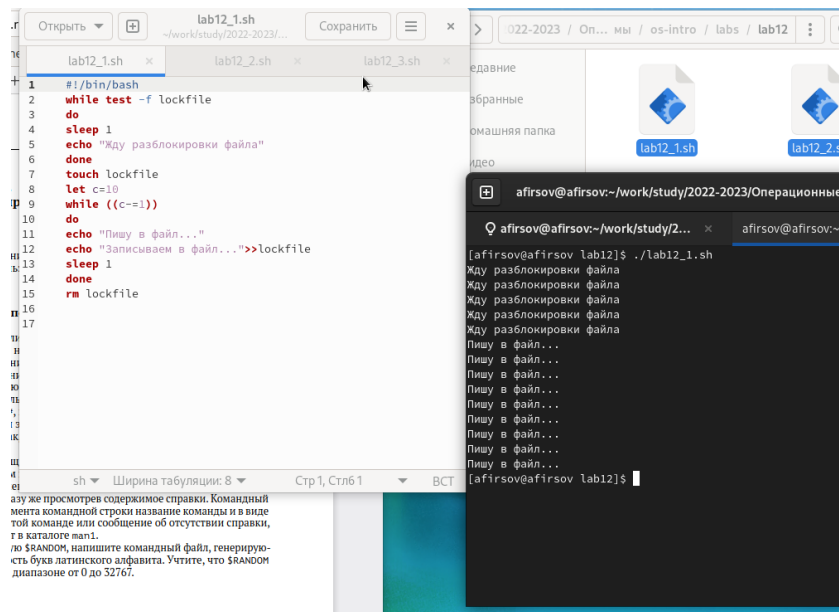 Открыть
lab12_1.sh
~/work/study/2022-2023/...
Сохранить
lab12_1.sh
lab12_2.sh
lab12_3.sh
1 #!/bin/bash
2 while test -f lockfile
3 do
4 sleep 1
5 echo "Жду разблокировки файла"
6 done
7 touch lockfile
8 let c=10
9 while ((c-=1))
10 do
11 echo "Пишу в файл..."
12 echo "Записываем в файл...">>lockfile
13 sleep 1
14 done
15 rm lockfile
16
17
sh Ширина табуляции: 8 Стр 1, Стлб 1 ВСТ
022-2023 / Оп... мы / os-intro / labs / lab12
едавние
збранные
омашняя папка
идео
lab12_1.sh
lab12_2.s
afirsov@afirsov:~/work/study/2022-2023/Операционные
afirsov@afirsov:~/work/study/2...
afirsov@afirsov:~
[afirsov@afirsov lab12]$ ./lab12_1.sh
Жду разблокировки файла
Жду разблокировки файла
Жду разблокировки файла
Жду разблокировки файла
Жду разблокировки файла
Пишу в файл...
Пишу в файл...
Пишу в файл...
Пишу в файл...
Пишу в файл...
Пишу в файл...
Пишу в файл...
Пишу в файл...
Пишу в файл...
[afirsov@afirsov lab12]$
азу же просмотрев содержимое справки. Командный
мента командной строки название команды и в виде
той команде или сообщение об отсутствии справки,
т в каталоге man1.
ую $RANDOM, напишите командный файл, генерирую-
ость букв латинского алфавита. Учтите, что $RANDOM
диапазоне от 0 до 32767.